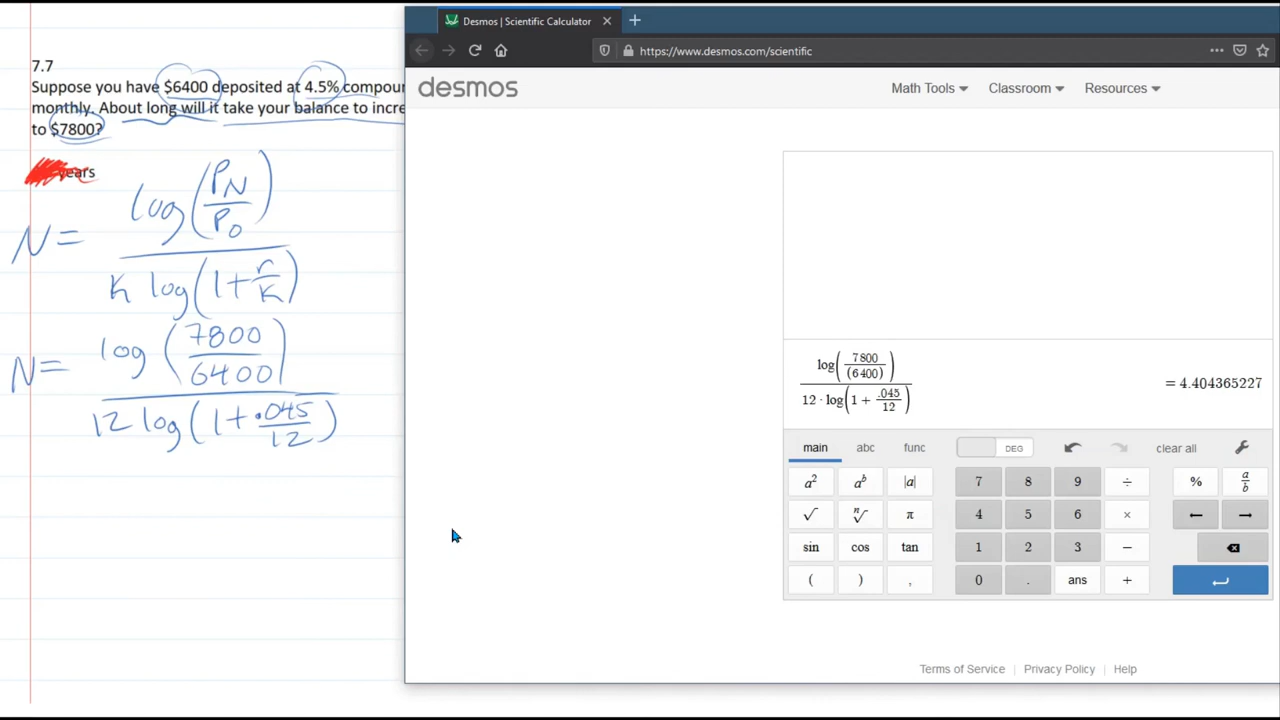 Desmos | Scientific Calculator
https://www.desmos.com/scientific
desmos
Math Tools
Classroom
Resources
7.7
Suppose you have $6400 deposited at 4.5% compour
monthly. About long will it take your balance to incre
to $7800?
years
N = log(P_N/P_0)
K log(1+r/K)
N = log(7800/6400)
12 log(1+.045/12)
log(7800/(6400))
12 · log(1 + .045/12)
= 4.404365227
main abc func DEG clear all
a² a^b |a| 7 8 9 ÷ % a/b
√ n√ π 4 5 6 × ← →
sin cos tan 1 2 3 −
( ) , 0 . ans +
Terms of Service | Privacy Policy | Help